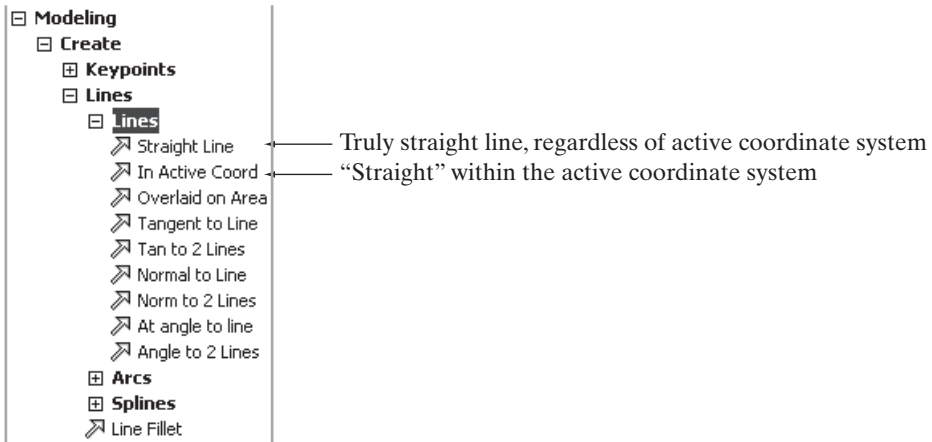 Modeling
Create
Keypoints
Lines
Lines
Straight Line
Truly straight line, regardless of active coordinate system
In Active Coord
“Straight” within the active coordinate system
Overlaid on Area
Tangent to Line
Tan to 2 Lines
Normal to Line
Norm to 2 Lines
At angle to line
Angle to 2 Lines
Arcs
Splines
Line Fillet